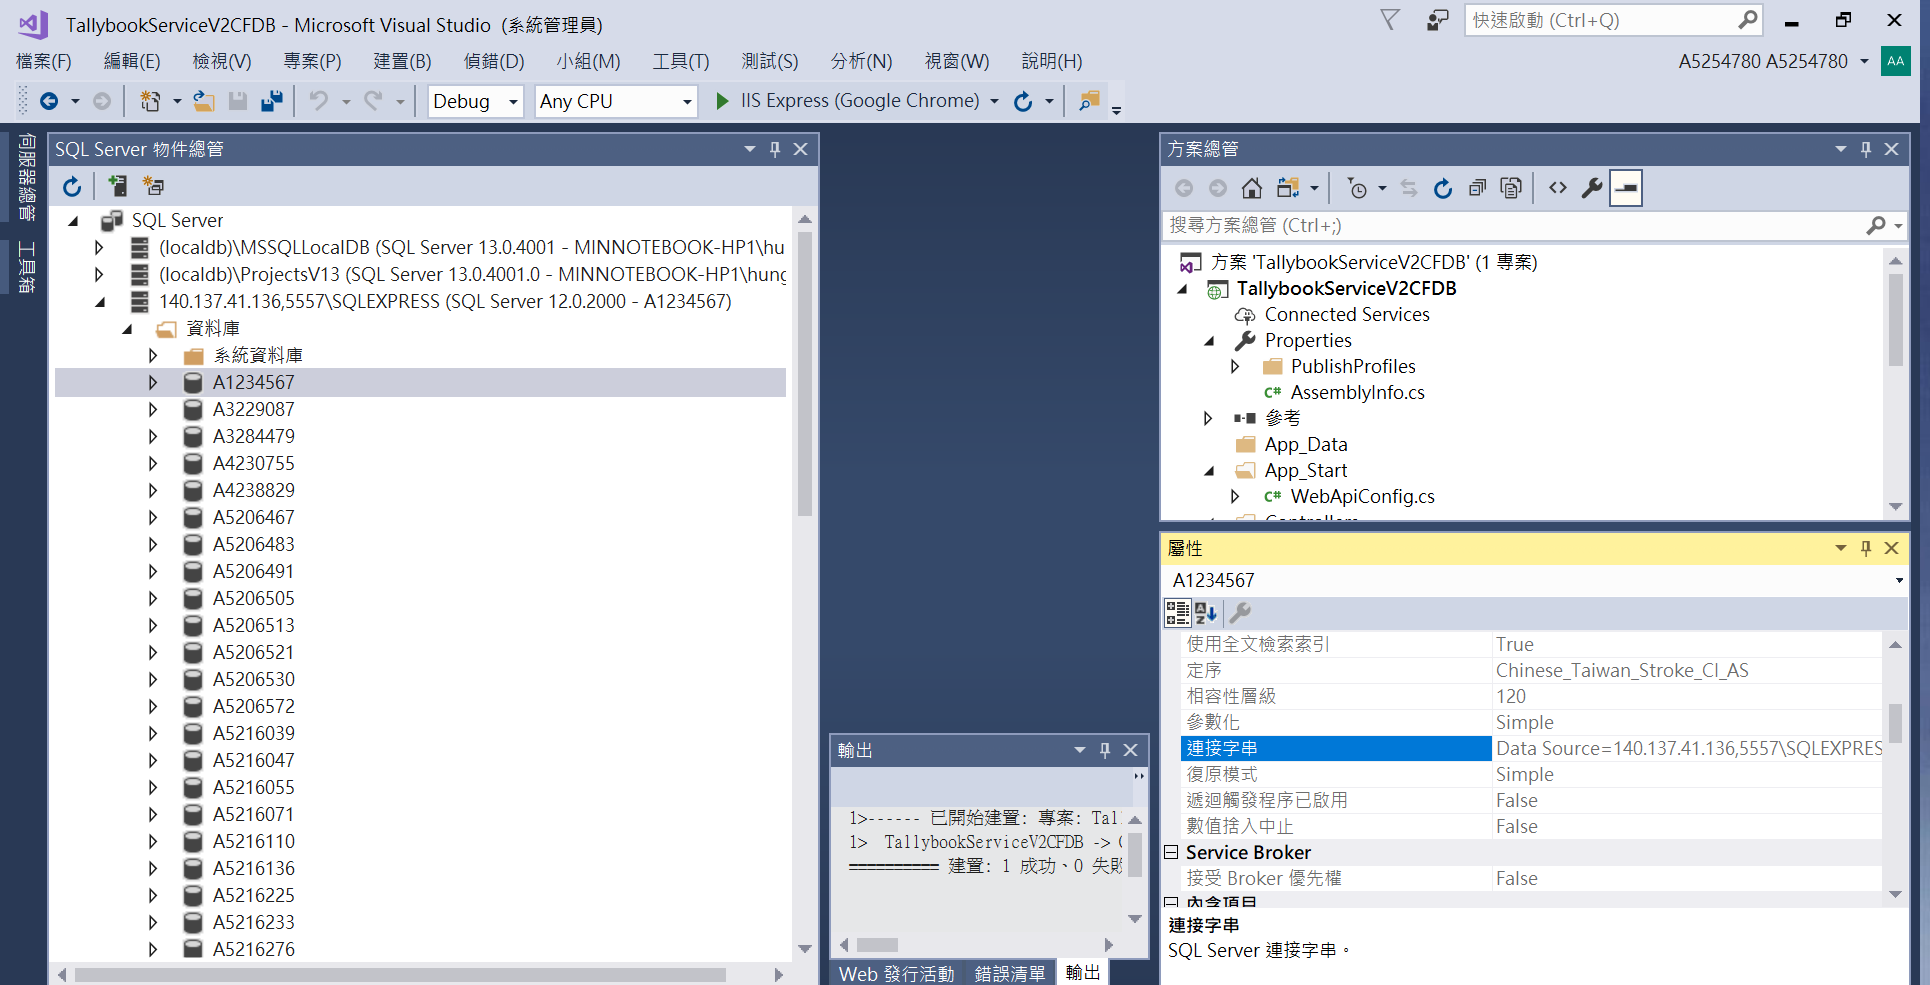 TallybookServiceV2CFDB - Microsoft Visual Studio (系統管理員)
快速啟動 (Ctrl+Q)
檔案(F) 編輯(E) 檢視(V) 專案(P) 建置(B) 偵錯(D) 小組(M) 工具(T) 測試(S) 分析(N) 視窗(W) 說明(H)
A5254780 A5254780 AA
Debug Any CPU IIS Express (Google Chrome)
伺服器總管
工具箱
SQL Server 物件總管
SQL Server
(localdb)\MSSQLLocalDB (SQL Server 13.0.4001 - MINNOTEBOOK-HP1\hu
(localdb)\ProjectsV13 (SQL Server 13.0.4001.0 - MINNOTEBOOK-HP1\hung
140.137.41.136,5557\SQLEXPRESS (SQL Server 12.0.2000 - A1234567)
資料庫
系統資料庫
A1234567
A3229087
A3284479
A4230755
A4238829
A5206467
A5206483
A5206491
A5206505
A5206513
A5206521
A5206530
A5206572
A5216039
A5216047
A5216055
A5216071
A5216110
A5216136
A5216225
A5216233
A5216276
輸出
1>------ 已開始建置: 專案: Tal
1> TallybookServiceV2CFDB ->
========== 建置: 1 成功、0 失敗
Web 發行活動 錯誤清單 輸出
方案總管
搜尋方案總管 (Ctrl+;)
方案 'TallybookServiceV2CFDB' (1 專案)
TallybookServiceV2CFDB
Connected Services
Properties
PublishProfiles
C# AssemblyInfo.cs
參考
App_Data
App_Start
C# WebApiConfig.cs
Controllers
屬性
A1234567
使用全文檢索索引 True
定序 Chinese_Taiwan_Stroke_CI_AS
相容性層級 120
參數化 Simple
連接字串 Data Source=140.137.41.136,5557\SQLEXPRES
復原模式 Simple
遞迴觸發程序已啟用 False
數值捨入中止 False
Service Broker
接受 Broker 優先權 False
內含項目
連接字串
SQL Server 連接字串。